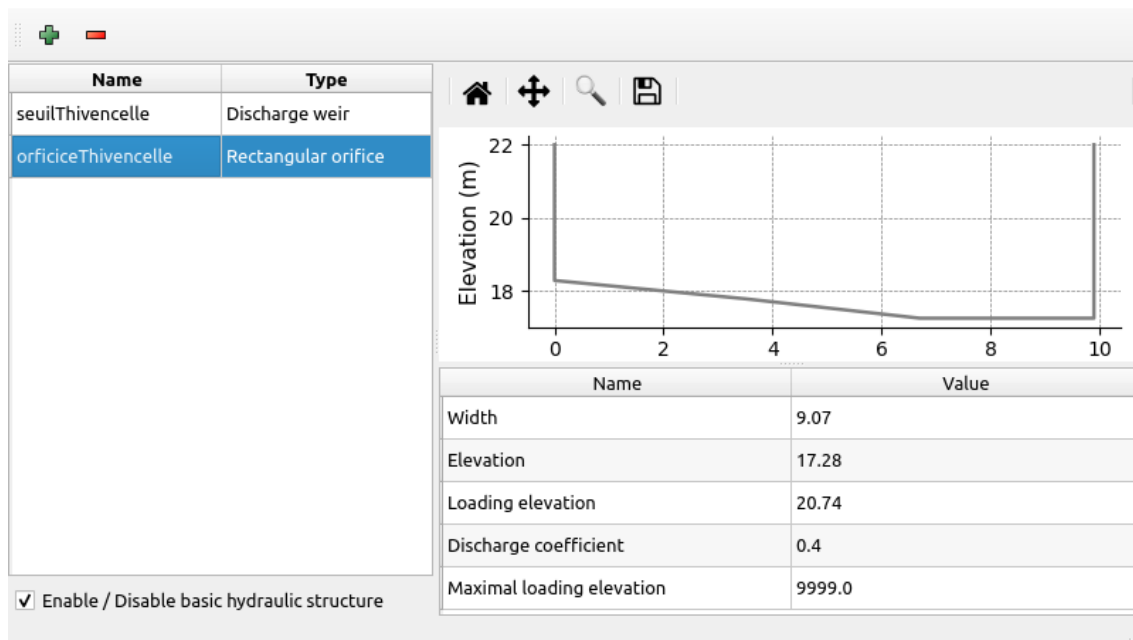 Name Type
seuilThivencelle Discharge weir
orficiceThivencelle Rectangular orifice
Enable / Disable basic hydraulic structure
Elevation (m)
22
20
18
0 2 4 6 8 10
Name Value
Width 9.07
Elevation 17.28
Loading elevation 20.74
Discharge coefficient 0.4
Maximal loading elevation 9999.0